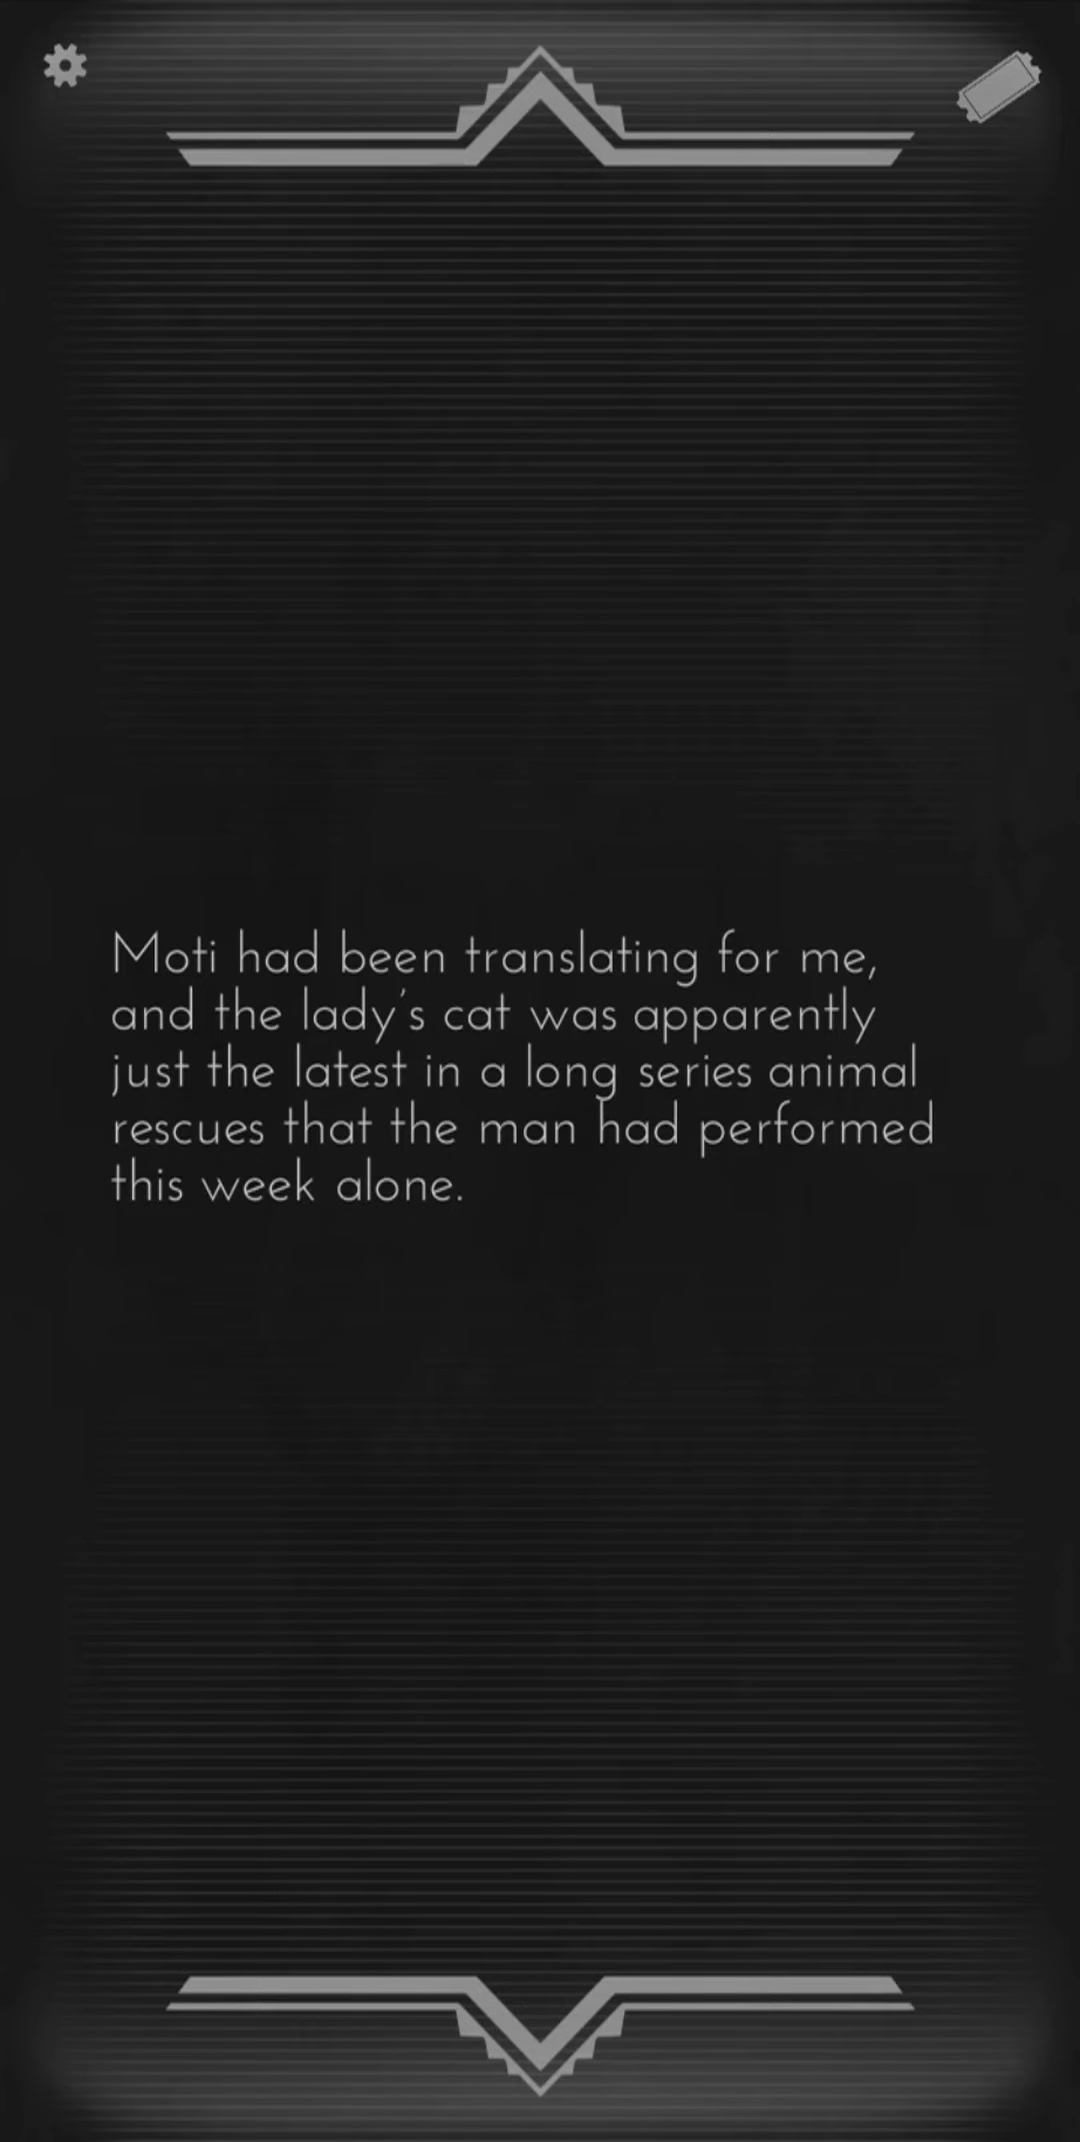 Moti had been translating for me,
and the lady's cat was apparently
just the latest in a long series animal
rescues that the man had performed
this week alone.